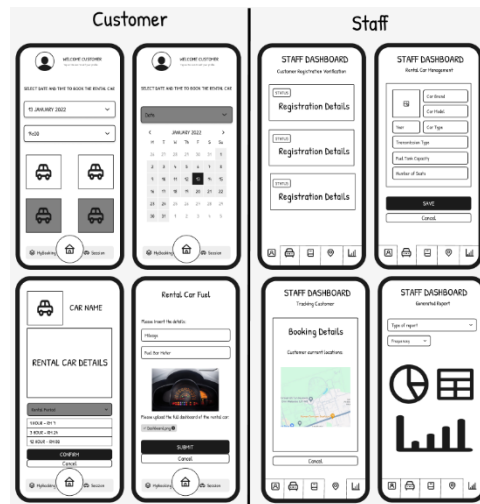 Customer
WELCOME CUSTOMER
SELECT DATE AND TIME TO BOOK THE RENTAL CAR
13 JANUARY 2022
14:00
MyBooking
Session
WELCOME CUSTOMER
SELECT DATE AND TIME TO BOOK THE RENTAL CAR
Date
JANUARY 2022
MyBooking
Session
CAR NAME
RENTAL CAR DETAILS
Rental Period
CONFIRM
Cancel
MyBooking
Session
Rental Car Fuel
Please insert the details:
Mileage
Fuel Bar Meter
Please upload the full dashboard of the rental car:
SUBMIT
Cancel
MyBooking
Session
Staff
STAFF DASHBOARD
Customer Registration Verification
STATUS
Registration Details
STATUS
Registration Details
STATUS
Registration Details
STAFF DASHBOARD
Rental Car Management
Car Brand
Car Model
Year
Car Type
Transmission Type
Fuel Tank Capacity
Number of Seats
SAVE
Cancel
STAFF DASHBOARD
Tracking Customer
Booking Details
Customer current locations:
Cancel
STAFF DASHBOARD
Generated Report
Type of report
Frequency